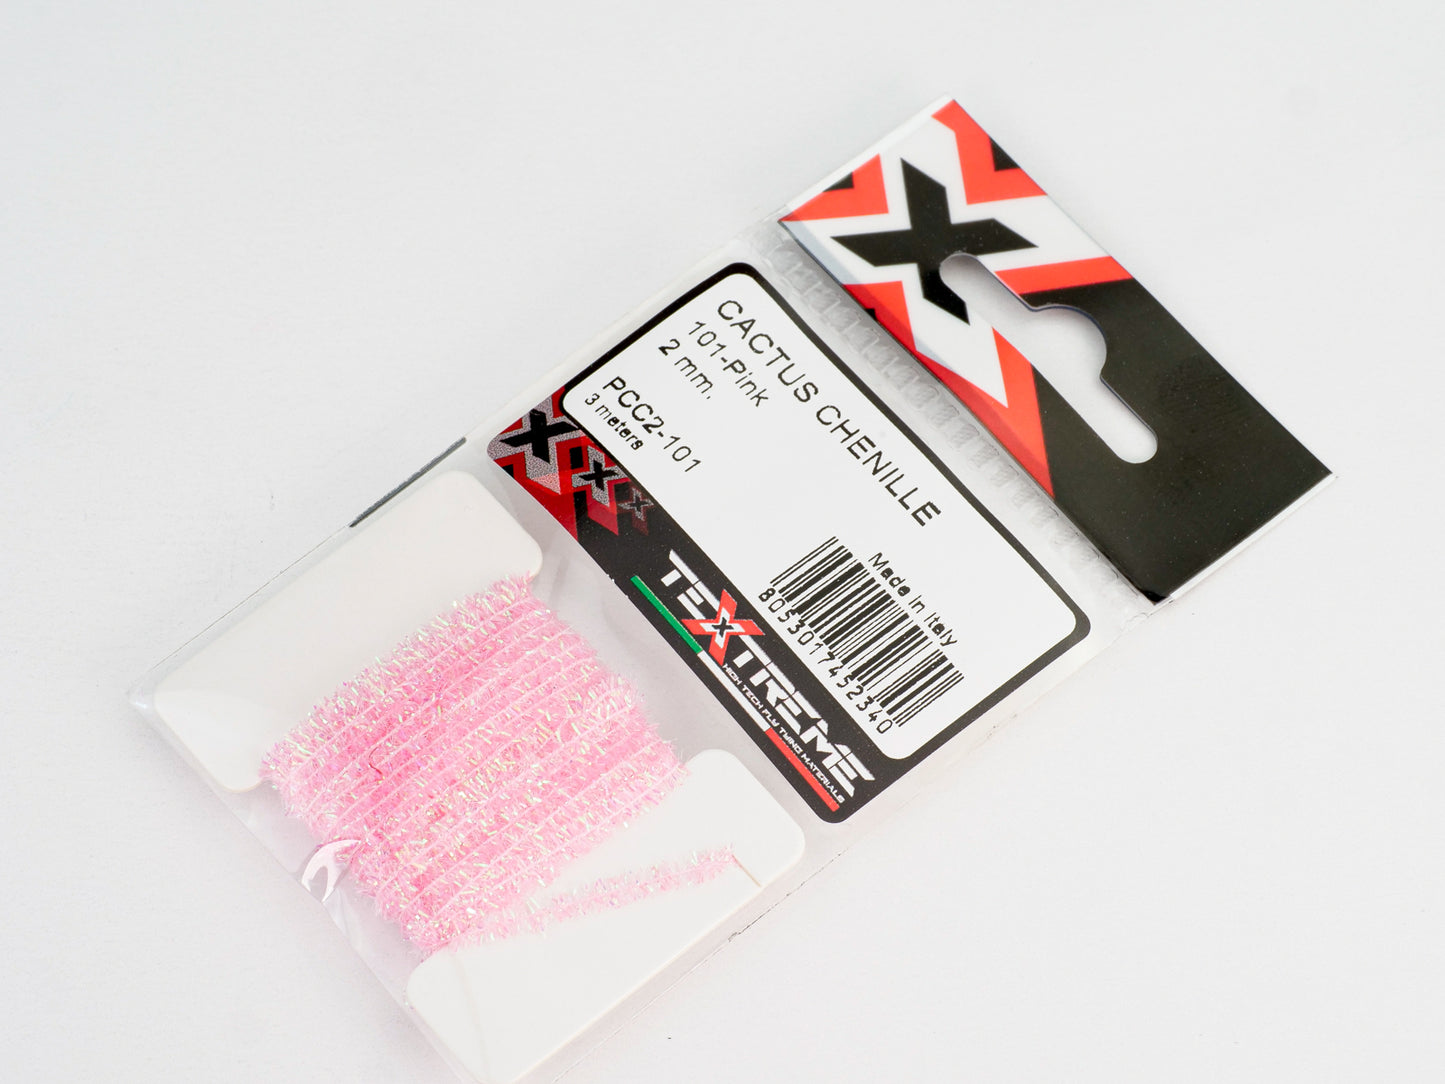 CACTUS CHENILLE
101-Pink
2 mm.
PCC2-101
3 meters
Made in Italy
8053017452340
TEXTREME
HIGH TECH FLY TYING MATERIALS